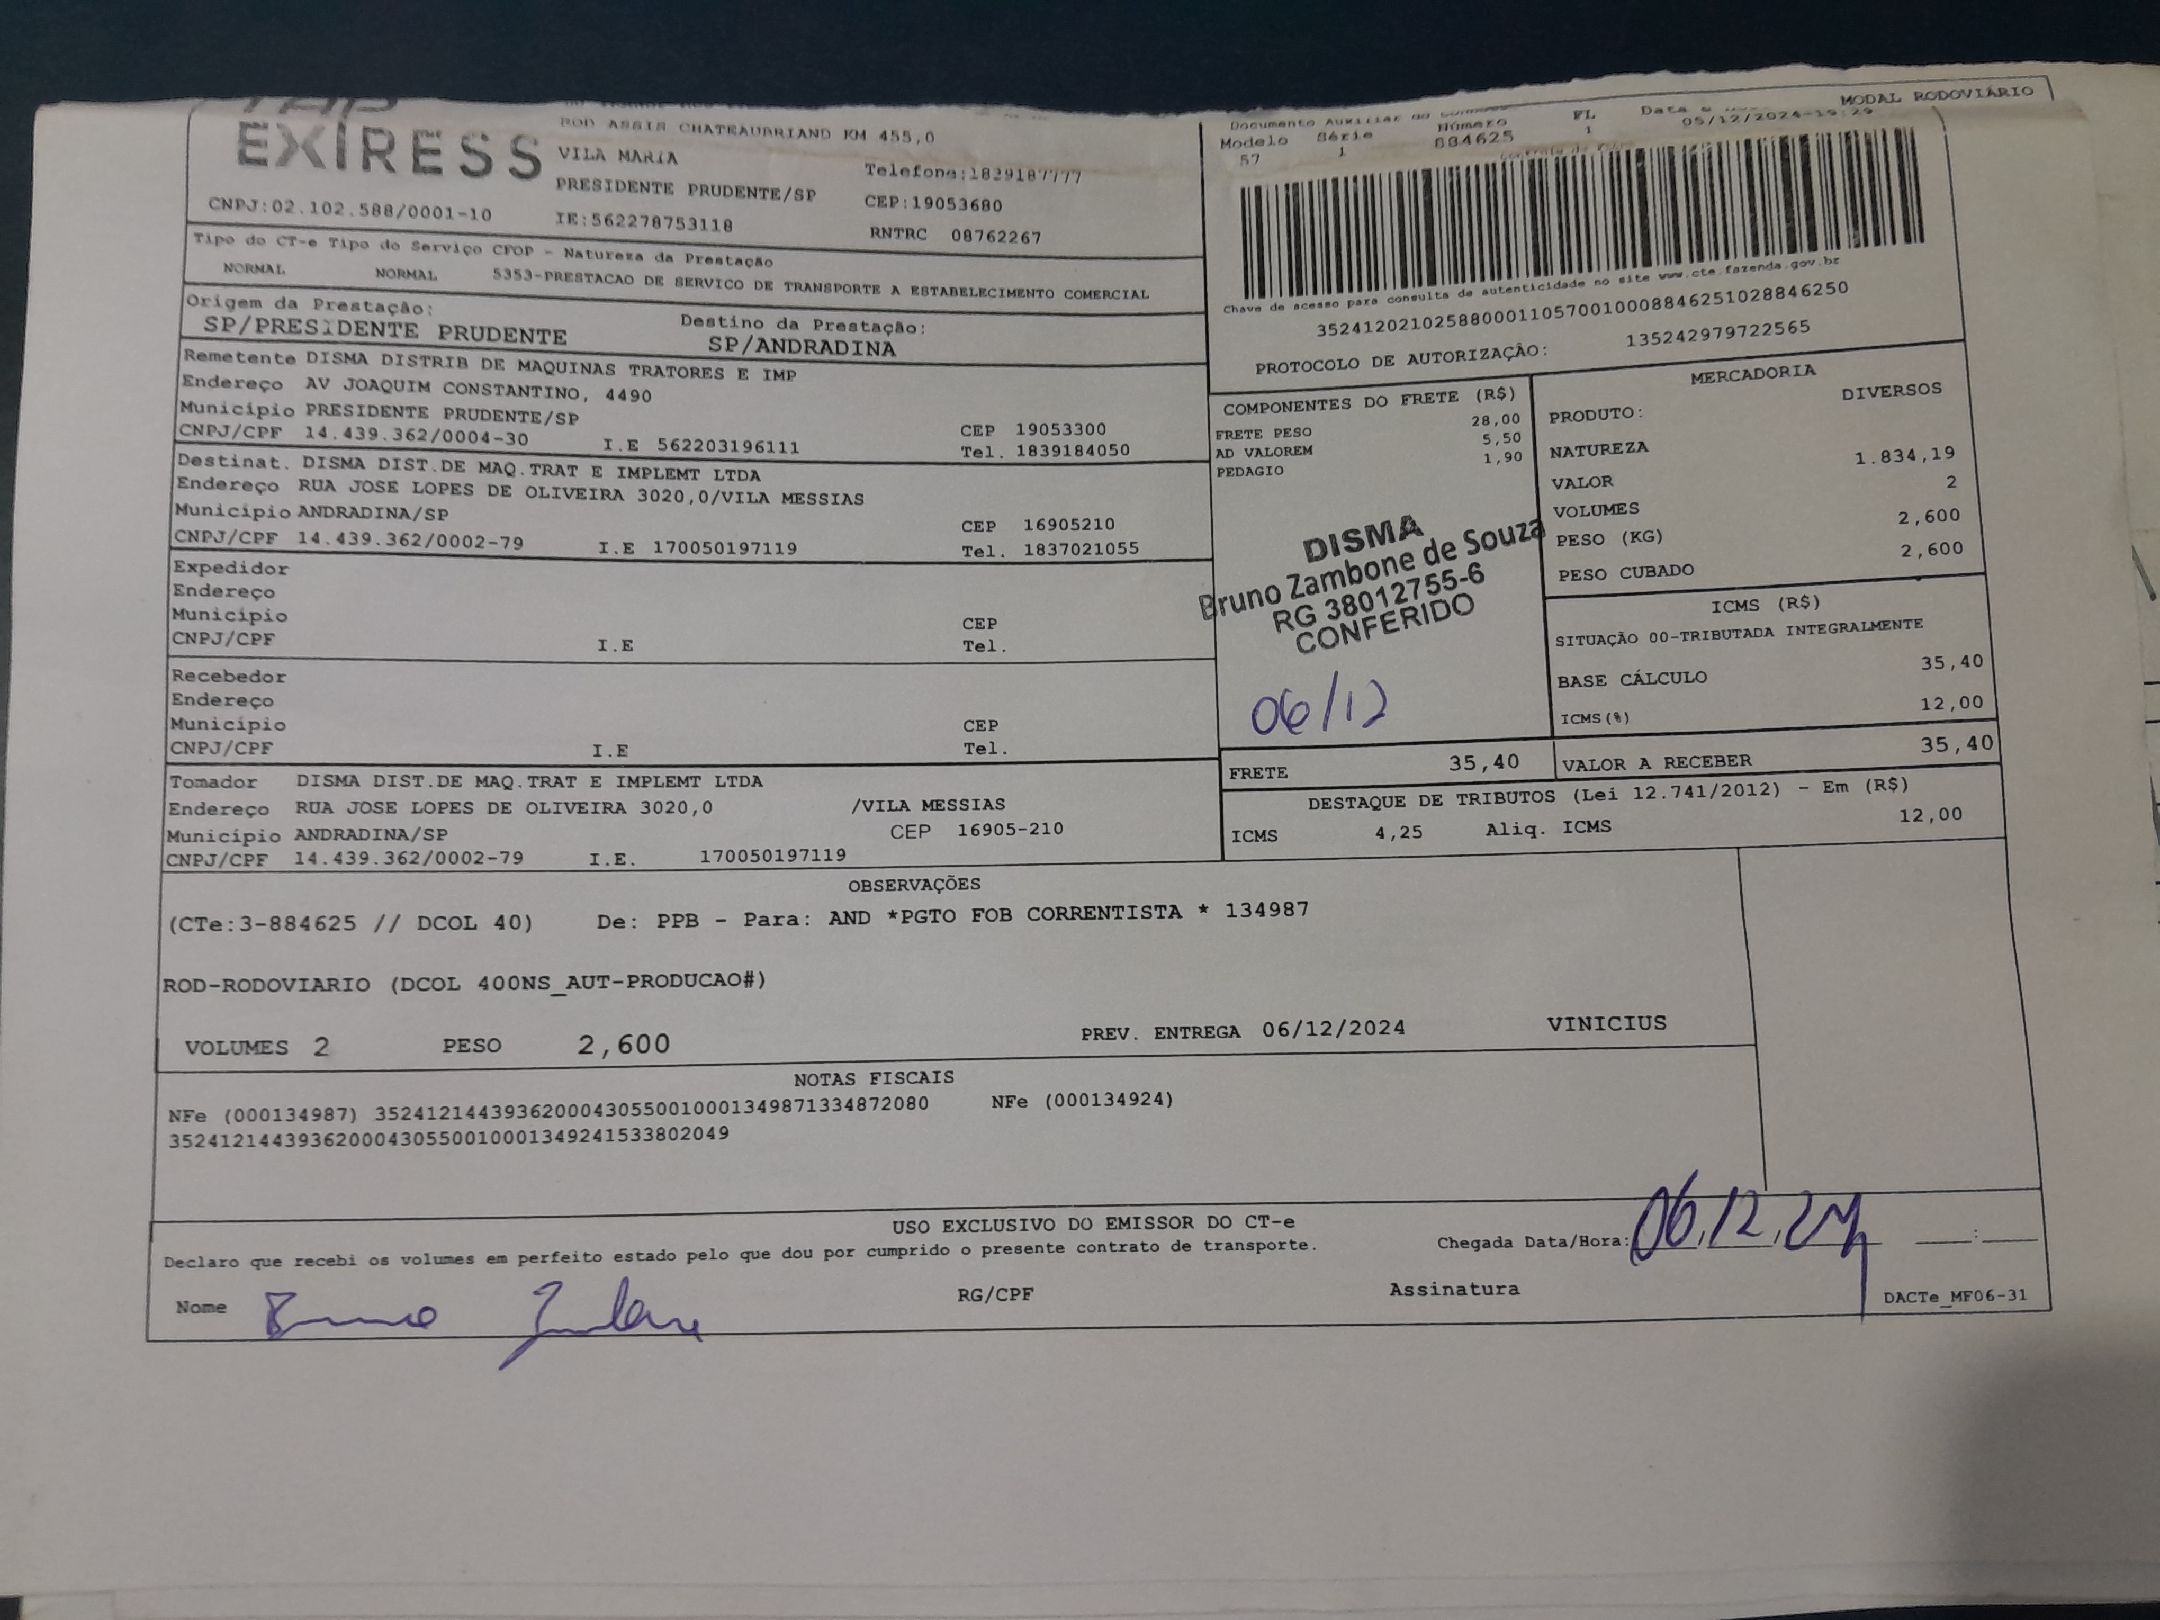 EXPRESS
ROD ASSIS CHATEAUBRIAND KM 455,0
VILA MARIA
Telefone:1839187777
PRESIDENTE PRUDENTE/SP
CEP:19053680
CNPJ:02.102.588/0001-10
IE:562278753118
RNTRC 08762267
MODAL RODOVIÁRIO
Documento Auxiliar do
Modelo Série Número FL Data e
57 1 884625 1 05/12/2024-19:29
Tipo do CT-e Tipo do Serviço CFOP - Natureza da Prestação
NORMAL NORMAL 5353-PRESTACAO DE SERVICO DE TRANSPORTE A ESTABELECIMENTO COMERCIAL
Chave de acesso para consulta de autenticidade no site www.cte.fazenda.gov.br
35241202102588000110570010008846251028846250
PROTOCOLO DE AUTORIZAÇÃO: 135242979722565
Origem da Prestação: Destino da Prestação:
SP/PRESIDENTE PRUDENTE SP/ANDRADINA
Remetente DISMA DISTRIB DE MAQUINAS TRATORES E IMP
Endereço AV JOAQUIM CONSTANTINO, 4490
Município PRESIDENTE PRUDENTE/SP CEP 19053300
CNPJ/CPF 14.439.362/0004-30 I.E 562203196111 Tel. 1839184050
Destinat. DISMA DIST.DE MAQ.TRAT E IMPLEMT LTDA
Endereço RUA JOSE LOPES DE OLIVEIRA 3020,0/VILA MESSIAS
Município ANDRADINA/SP CEP 16905210
CNPJ/CPF 14.439.362/0002-79 I.E 170050197119 Tel. 1837021055
Expedidor
Endereço
Município CEP
CNPJ/CPF I.E Tel.
Recebedor
Endereço
Município CEP
CNPJ/CPF I.E Tel.
Tomador DISMA DIST.DE MAQ.TRAT E IMPLEMT LTDA
Endereço RUA JOSE LOPES DE OLIVEIRA 3020,0 /VILA MESSIAS
Município ANDRADINA/SP CEP 16905-210
CNPJ/CPF 14.439.362/0002-79 I.E. 170050197119
COMPONENTES DO FRETE (R$)
FRETE PESO 28,00
AD VALOREM 5,50
PEDAGIO 1,90
DISMA
Bruno Zambone de Souza
RG 38012755-6
CONFERIDO
06/12
MERCADORIA
PRODUTO: DIVERSOS
NATUREZA
VALOR 1.834,19
VOLUMES 2
PESO (KG) 2,600
PESO CUBADO 2,600
ICMS (R$)
SITUAÇÃO 00-TRIBUTADA INTEGRALMENTE
BASE CÁLCULO 35,40
ICMS(%) 12,00
FRETE 35,40 VALOR A RECEBER 35,40
DESTAQUE DE TRIBUTOS (Lei 12.741/2012) - Em (R$)
ICMS 4,25 Aliq. ICMS 12,00
OBSERVAÇÕES
(CTe:3-884625 // DCOL 40) De: PPB - Para: AND *PGTO FOB CORRENTISTA * 134987
ROD-RODOVIARIO (DCOL 400NS_AUT-PRODUCAO#)
VOLUMES 2 PESO 2,600 PREV. ENTREGA 06/12/2024 VINICIUS
NOTAS FISCAIS
NFe (000134987) 35241214439362000430550010001349871334872080 NFe (000134924)
35241214439362000430550010001349241533802049
USO EXCLUSIVO DO EMISSOR DO CT-e
Declaro que recebi os volumes em perfeito estado pelo que dou por cumprido o presente contrato de transporte.
Chegada Data/Hora: 06,12,24
Nome Bruno Zambone RG/CPF Assinatura
DACTe_MF06-31